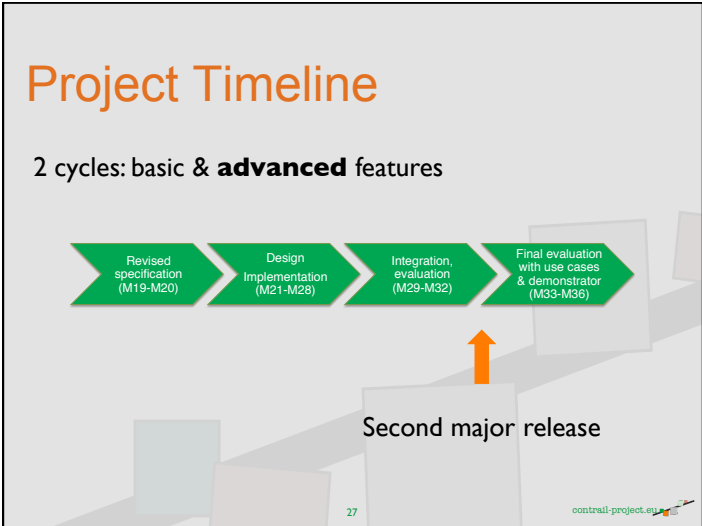 Project Timeline
2 cycles: basic & advanced features
Revised
specification
(M19-M20)
Design
Implementation
(M21-M28)
Integration,
evaluation
(M29-M32)
Final evaluation
with use cases
& demonstrator
(M33-M36)
Second major release
27
contrail-project.eu